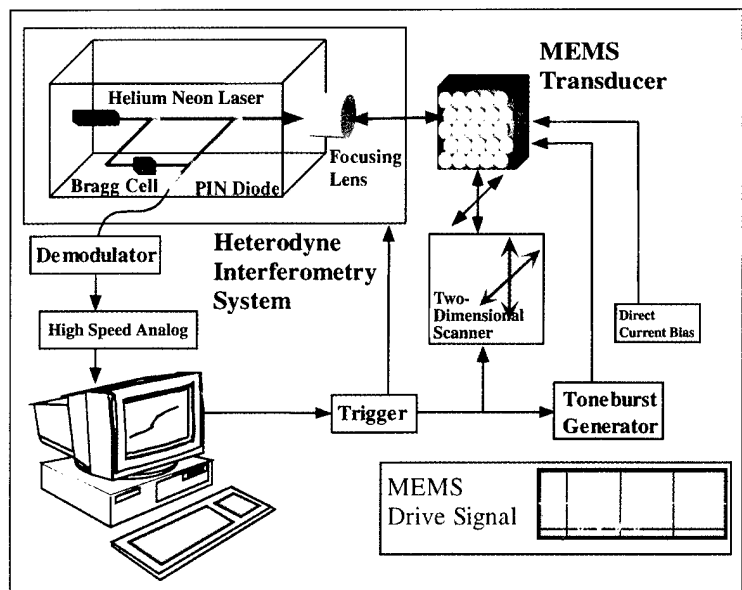 MEMS
Transducer
Helium Neon Laser
Bragg Cell
PIN Diode
Focusing
Lens
Demodulator
Heterodyne
Interferometry
System
High Speed Analog
Two-
Dimensional
Scanner
Direct
Current Bias
Trigger
Toneburst
Generator
MEMS
Drive Signal